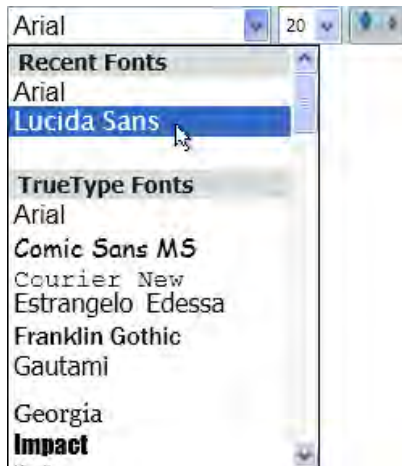 Arial 20
Recent Fonts
Arial
Lucida Sans
TrueType Fonts
Arial
Comic Sans MS
Courier New
Estrangelo Edessa
Franklin Gothic
Gautami
Georgia
Impact